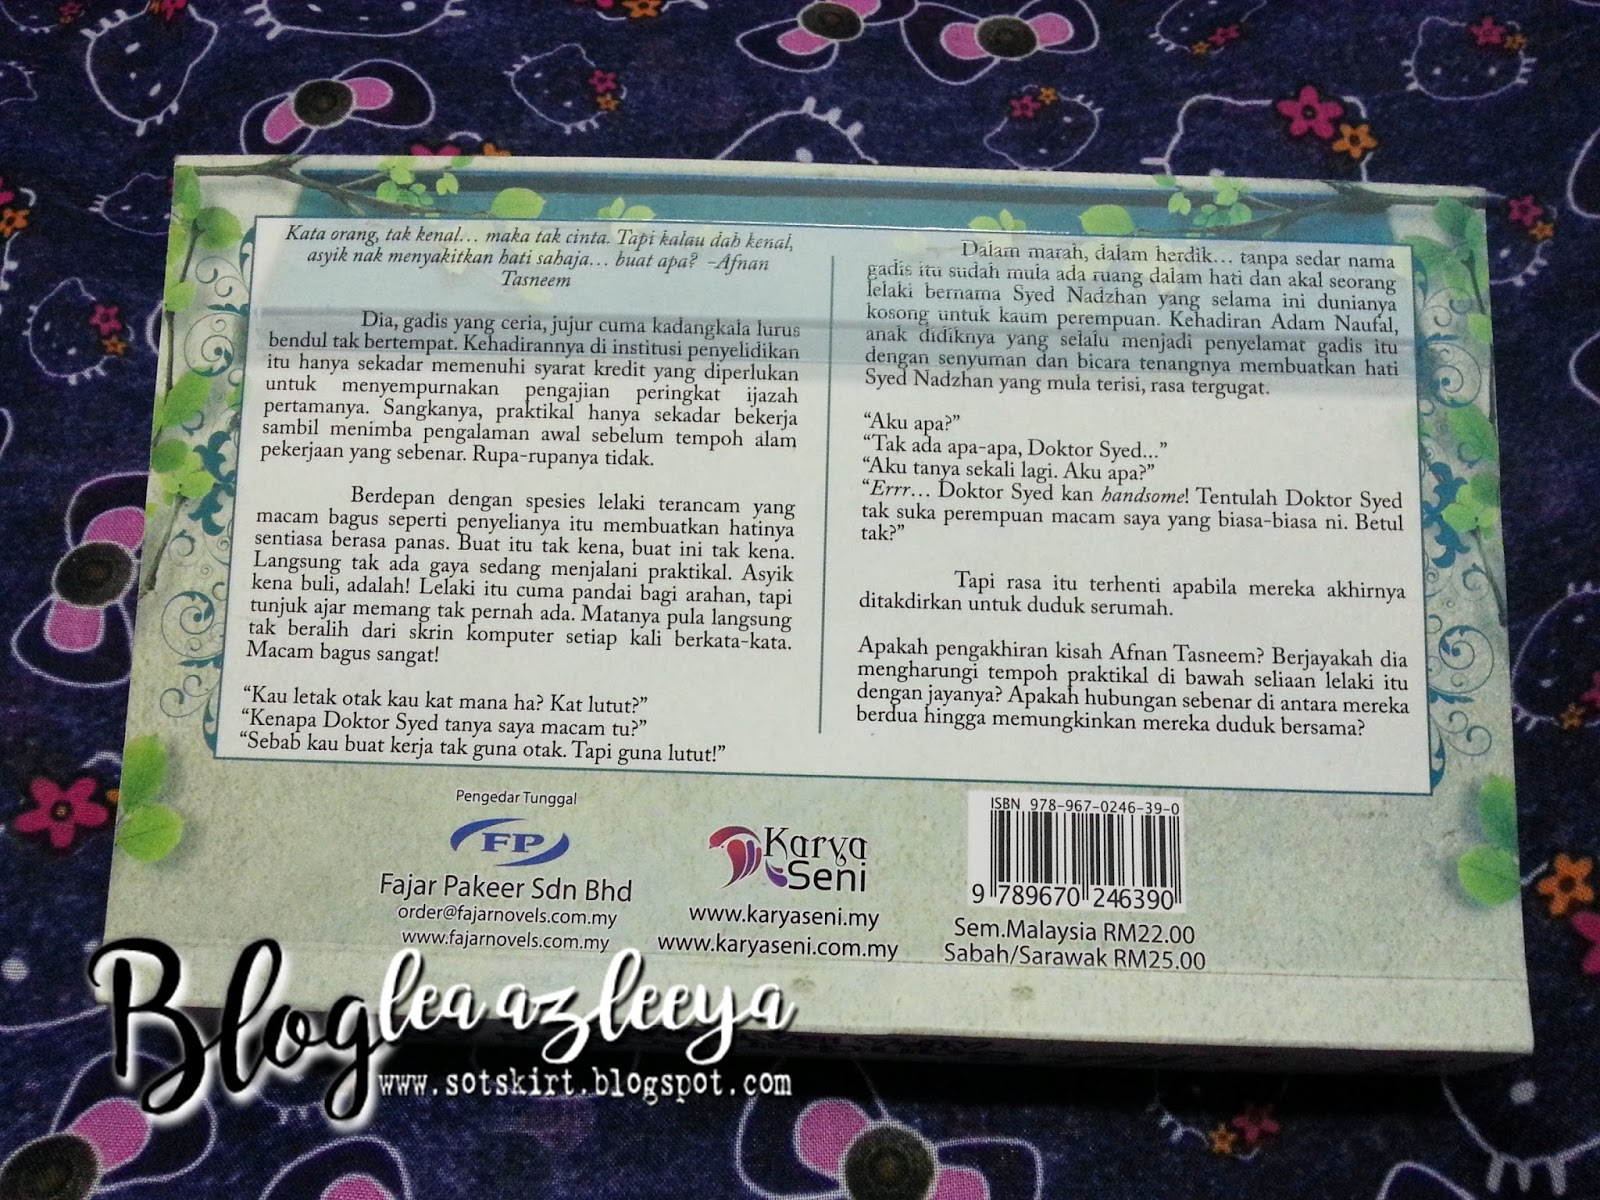 Kata orang, tak kenal... maka tak cinta. Tapi kalau dah kenal,
asyik nak menyakitkan hati sahaja... buat apa? –Afnan
Tasneem
Dia, gadis yang ceria, jujur cuma kadangkala lurus
bendul tak bertempat. Kehadirannya di institusi penyelidikan
itu hanya sekadar memenuhi syarat kredit yang diperlukan
untuk menyempurnakan pengajian peringkat ijazah
pertamanya. Sangkanya, praktikal hanya sekadar bekerja
sambil menimba pengalaman awal sebelum tempoh alam
pekerjaan yang sebenar. Rupa-rupanya tidak.
Berdepan dengan spesies lelaki terancam yang
macam bagus seperti penyelianya itu membuatkan hatinya
sentiasa berasa panas. Buat itu tak kena, buat ini tak kena.
Langsung tak ada gaya sedang menjalani praktikal. Asyik
kena buli, adalah! Lelaki itu cuma pandai bagi arahan, tapi
tunjuk ajar memang tak pernah ada. Matanya pula langsung
tak beralih dari skrin komputer setiap kali berkata-kata.
Macam bagus sangat!
“Kau letak otak kau kat mana ha? Kat lutut?”
“Kenapa Doktor Syed tanya saya macam tu?”
“Sebab kau buat kerja tak guna otak. Tapi guna lutut!”
Dalam marah, dalam herdik... tanpa sedar nama
gadis itu sudah mula ada ruang dalam hati dan akal seorang
lelaki bernama Syed Nadzhan yang selama ini dunianya
kosong untuk kaum perempuan. Kehadiran Adam Naufal,
anak didiknya yang selalu menjadi penyelamat gadis itu
dengan senyuman dan bicara tenangnya membuatkan hati
Syed Nadzhan yang mula terisi, rasa tergugat.
“Aku apa?”
“Tak ada apa-apa, Doktor Syed...”
“Aku tanya sekali lagi. Aku apa?”
“Errr... Doktor Syed kan handsome! Tentulah Doktor Syed
tak suka perempuan macam saya yang biasa-biasa ni. Betul
tak?”
Tapi rasa itu terhenti apabila mereka akhirnya
ditakdirkan untuk duduk serumah.
Apakah pengakhiran kisah Afnan Tasneem? Berjayakah dia
mengharungi tempoh praktikal di bawah seliaan lelaki itu
dengan jayanya? Apakah hubungan sebenar di antara mereka
berdua hingga memungkinkan mereka duduk bersama?
Pengedar Tunggal
FP
Fajar Pakeer Sdn Bhd
order@fajarnovels.com.my
www.fajarnovels.com.my
Karya
Seni
www.karyaseni.my
www.karyaseni.com.my
ISBN 978-967-0246-39-0
9 789670 246390
Sem.Malaysia RM22.00
Sabah/Sarawak RM25.00
Blog lea azleeya
www.sotskirt.blogspot.com